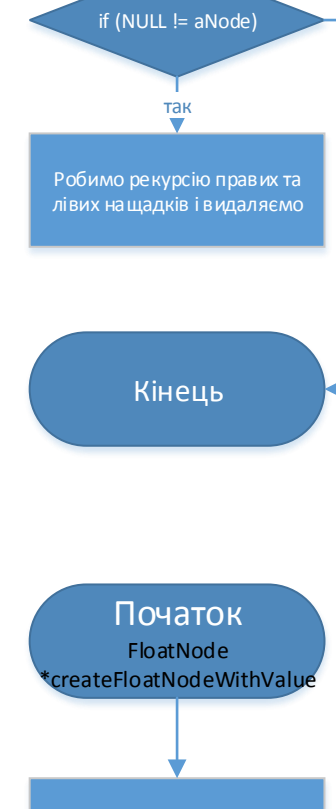 if (NULL != aNode)
так
Робимо рекурсію правих та
лівих нащадків і видаляємо
Кінець
Початок
FloatNode
*createFloatNodeWithValue